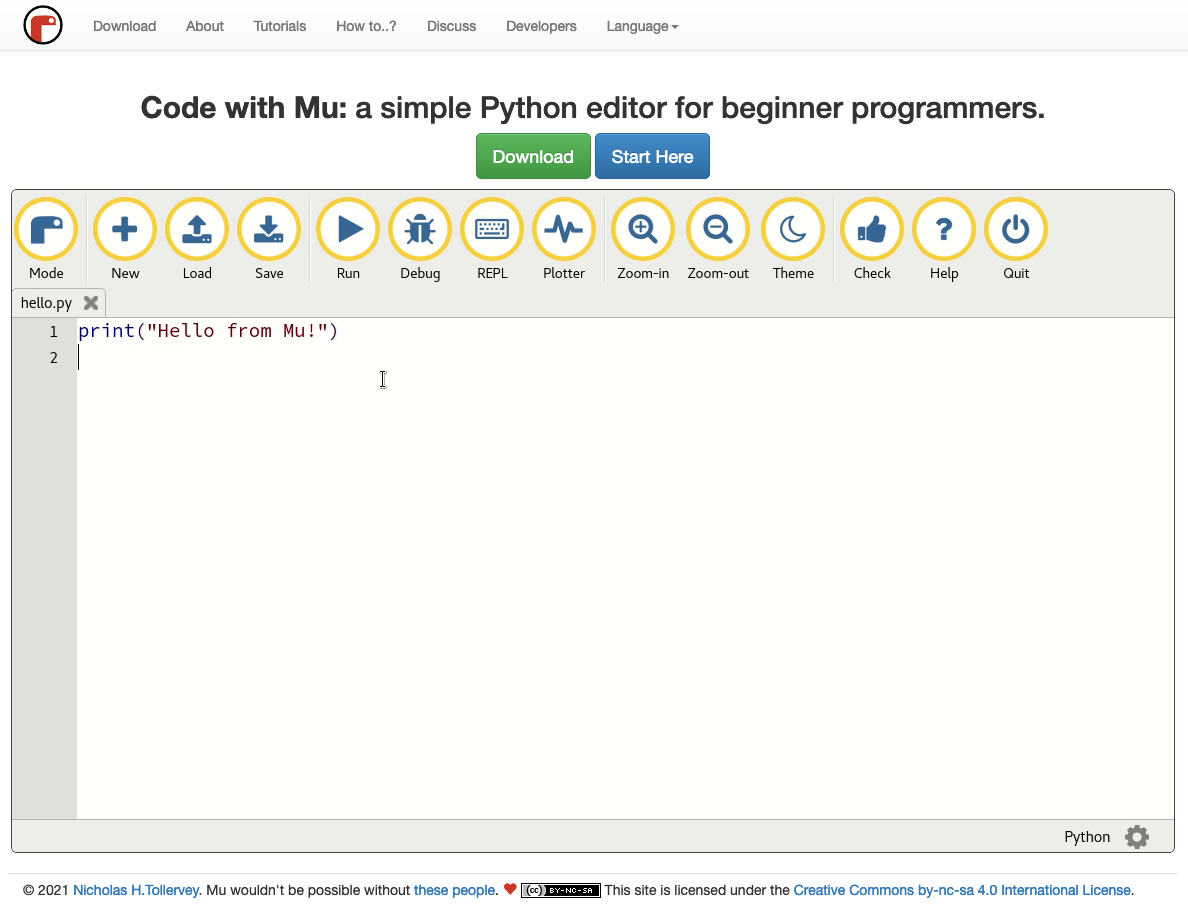 Download About Tutorials How to..? Discuss Developers Language
Code with Mu: a simple Python editor for beginner programmers.
Download Start Here
Mode New Load Save Run Debug REPL Plotter Zoom-in Zoom-out Theme Check Help Quit
hello.py
1 print("Hello from Mu!")
2
Python
© 2021 Nicholas H.Tollervey. Mu wouldn't be possible without these people. ❤ (cc) BY-NC-SA This site is licensed under the Creative Commons by-nc-sa 4.0 International License.